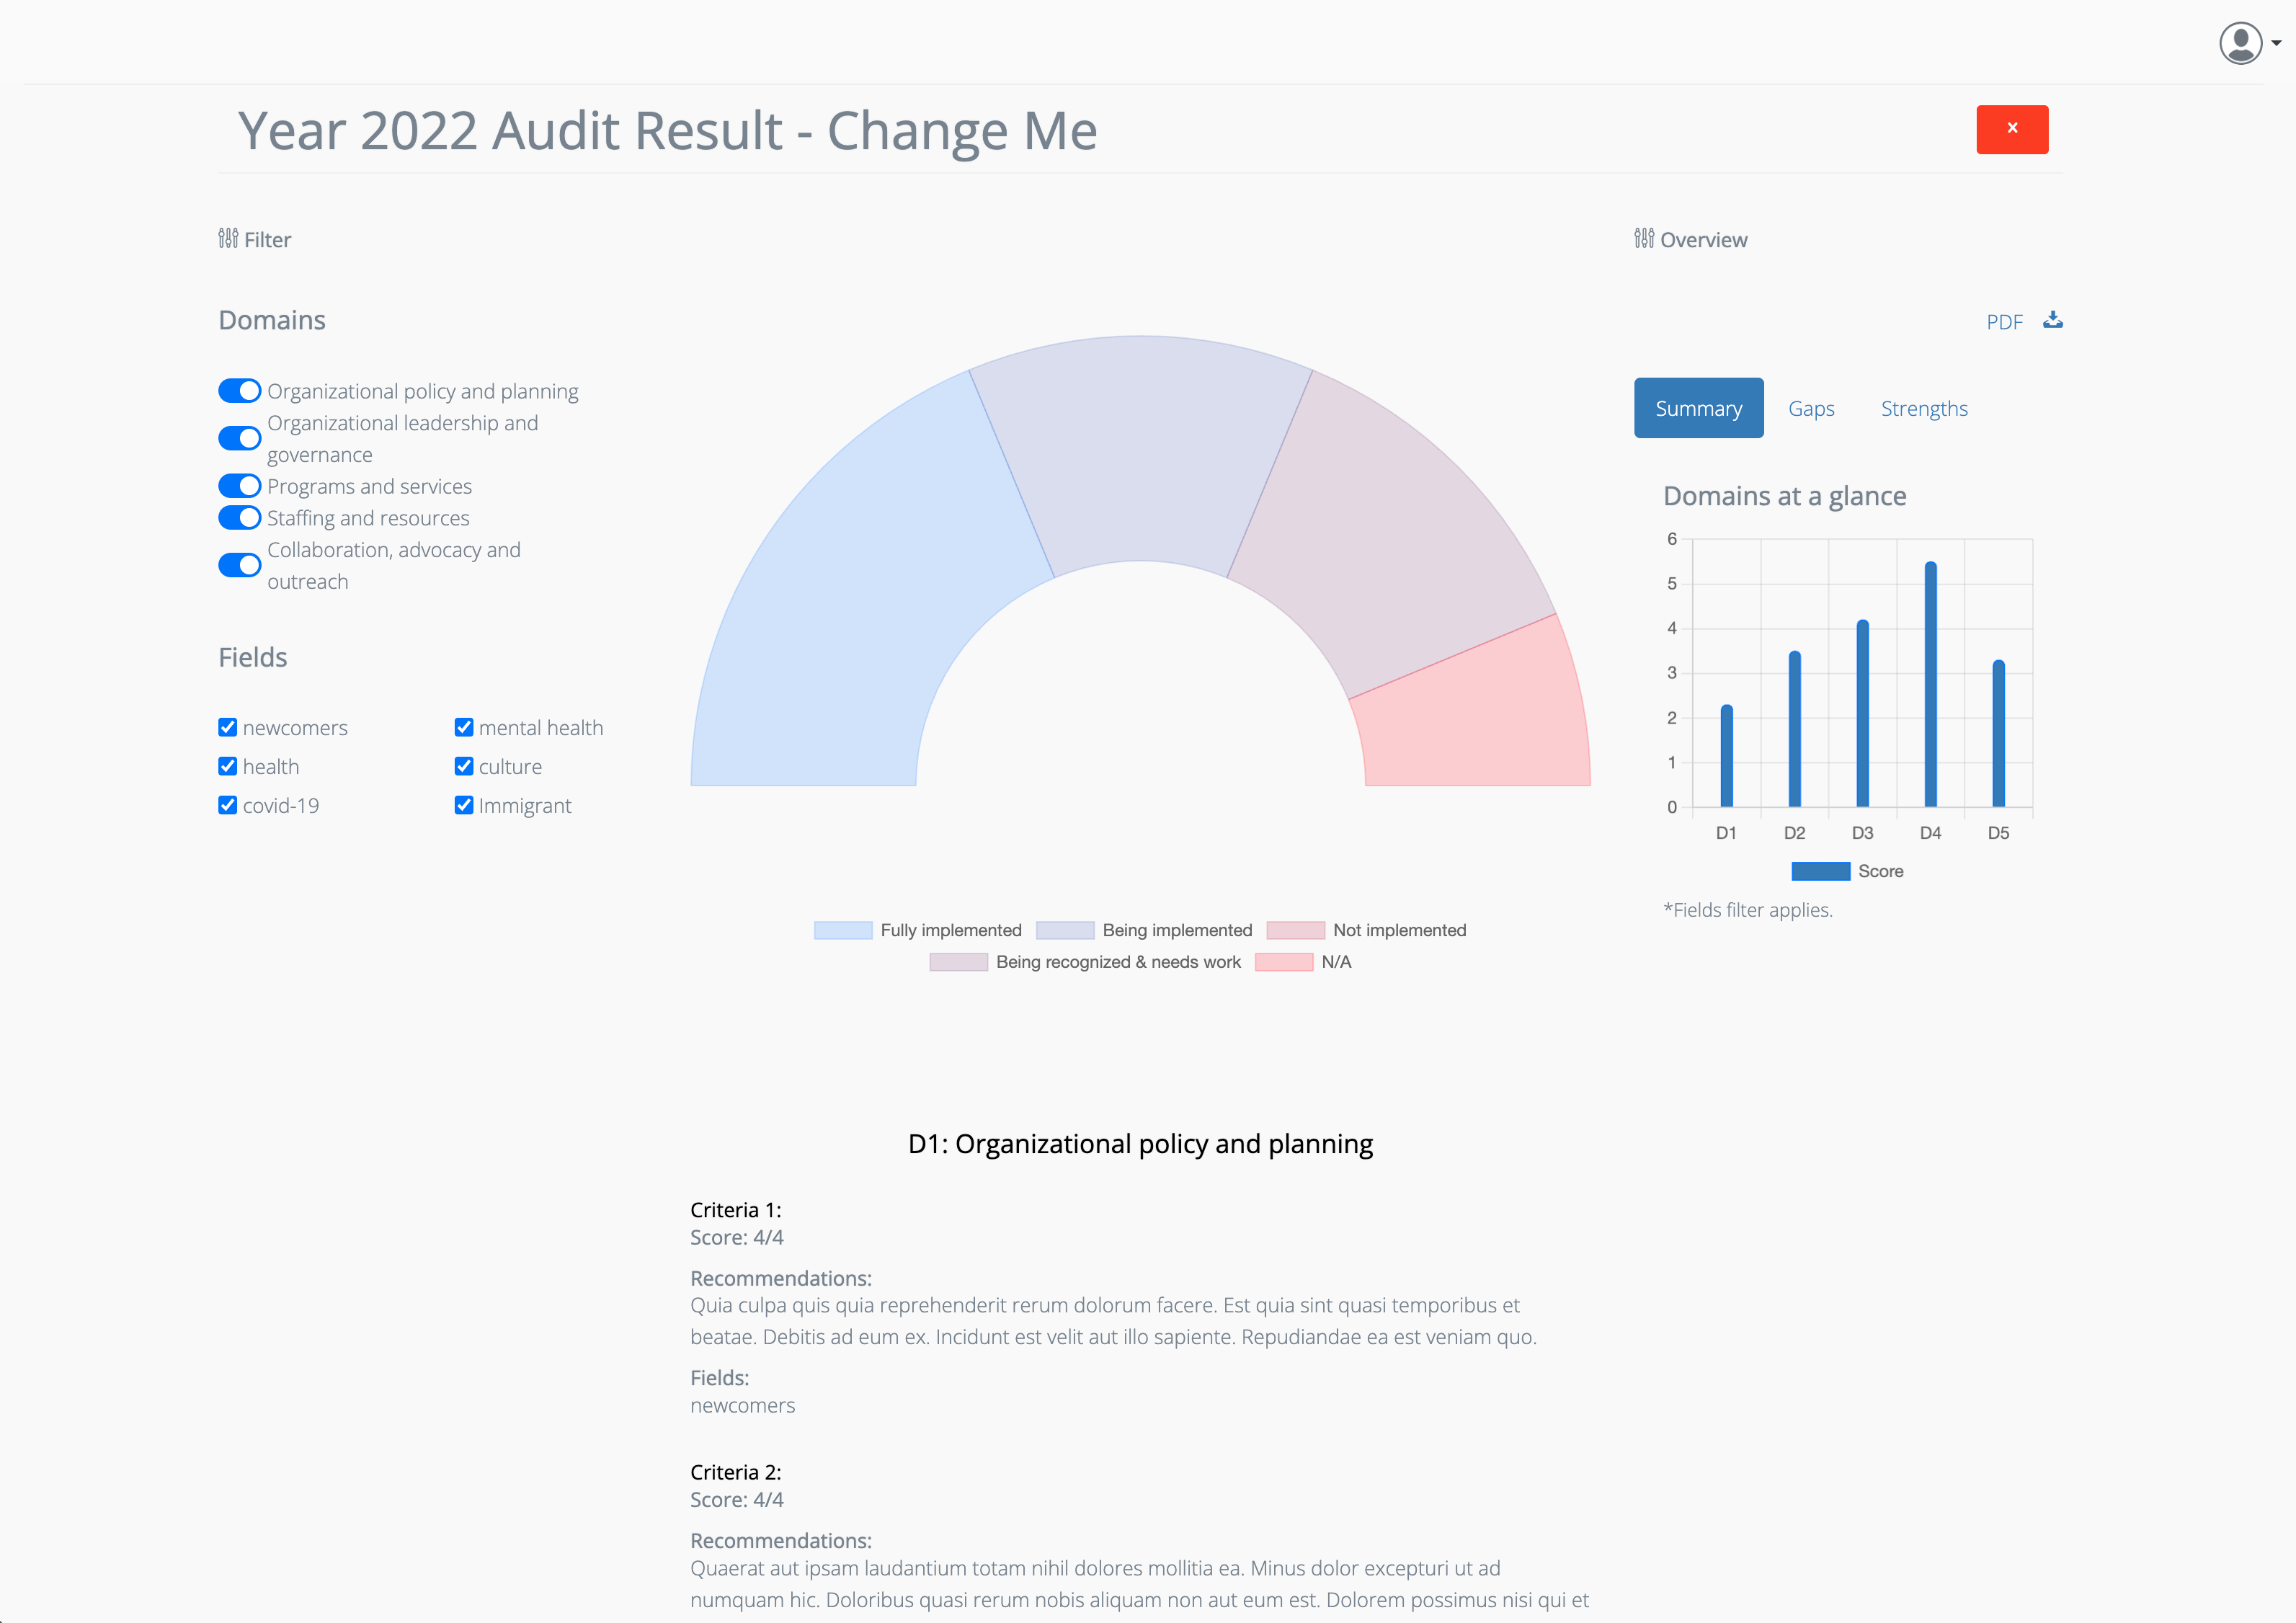 Year 2022 Audit Result - Change Me
×
Filter
Domains
Organizational policy and planning
Organizational leadership and
governance
Programs and services
Staffing and resources
Collaboration, advocacy and
outreach
Fields
newcomers
mental health
health
culture
covid-19
Immigrant
Fully implemented
Being implemented
Not implemented
Being recognized & needs work
N/A
Overview
PDF
Summary
Gaps
Strengths
Domains at a glance
6
5
4
3
2
1
0
D1
D2
D3
D4
D5
Score
*Fields filter applies.
D1: Organizational policy and planning
Criteria 1:
Score: 4/4
Recommendations:
Quia culpa quis quia reprehenderit rerum dolorum facere. Est quia sint quasi temporibus et
beatae. Debitis ad eum ex. Incidunt est velit aut illo sapiente. Repudiandae ea est veniam quo.
Fields:
newcomers
Criteria 2:
Score: 4/4
Recommendations:
Quaerat aut ipsam laudantium totam nihil dolores mollitia ea. Minus dolor excepturi ut ad
numquam hic. Doloribus quasi rerum nobis aliquam non aut eum est. Dolorem possimus nisi qui et